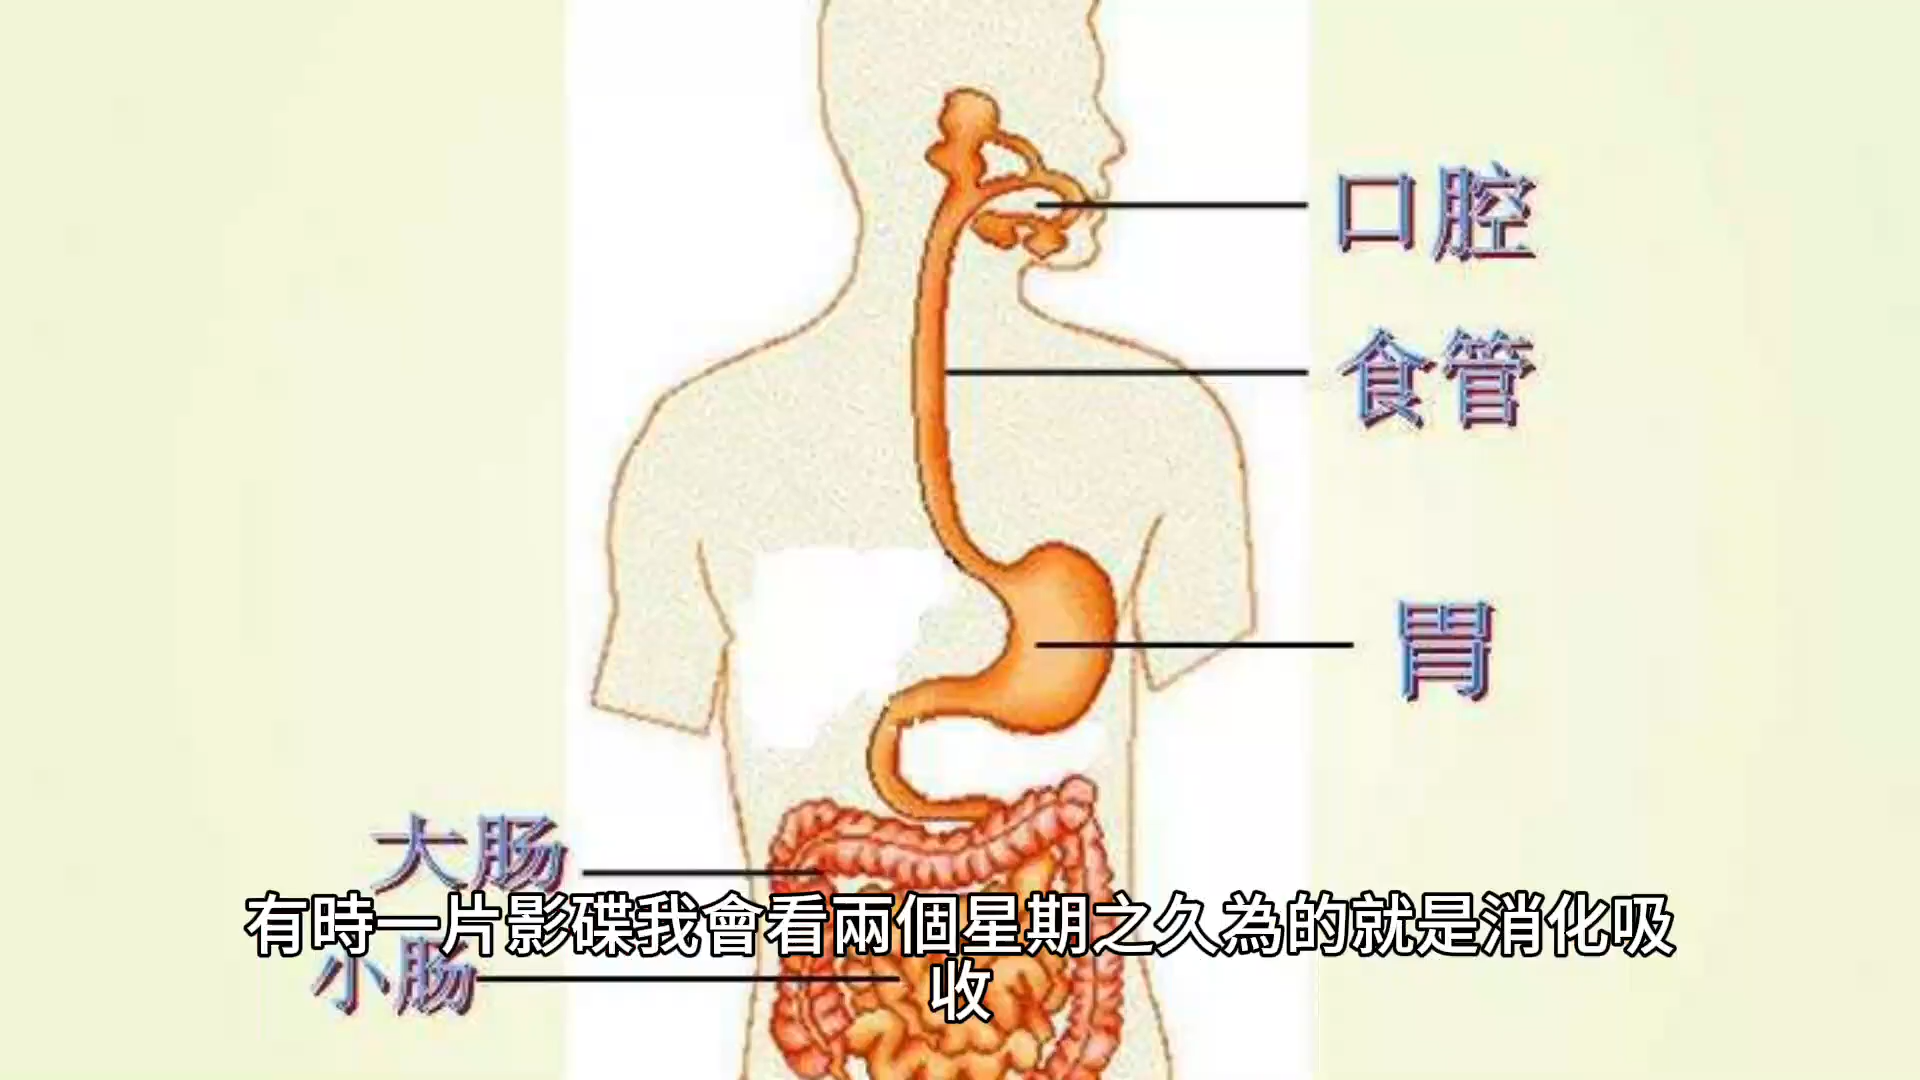 口腔
食管
胃
大肠
小肠
有時一片影碟我會看兩個星期之久為的就是消化吸
收